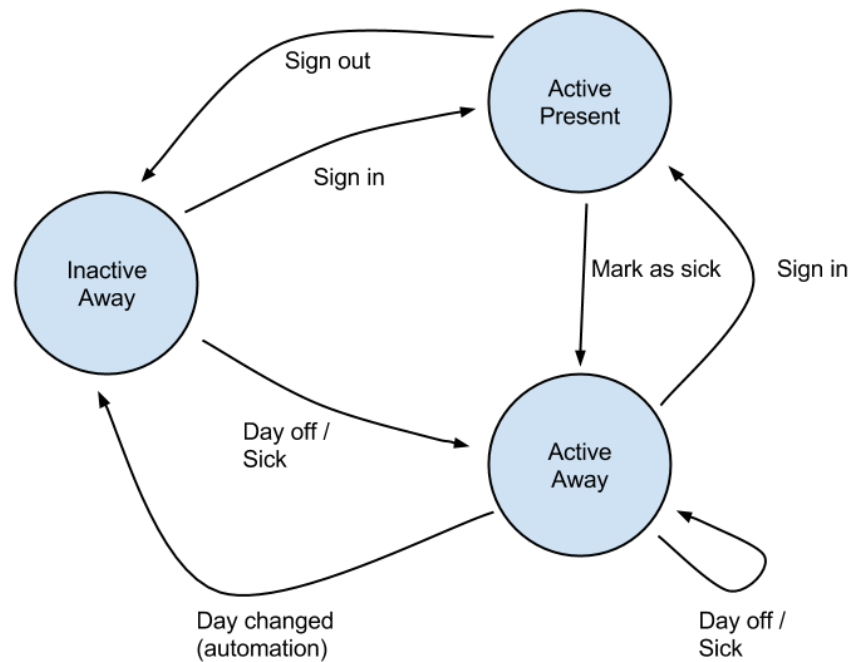 Active
Present
Sign out
Sign in
Inactive
Away
Mark as sick
Sign in
Day off /
Sick
Active
Away
Day changed
(automation)
Day off /
Sick